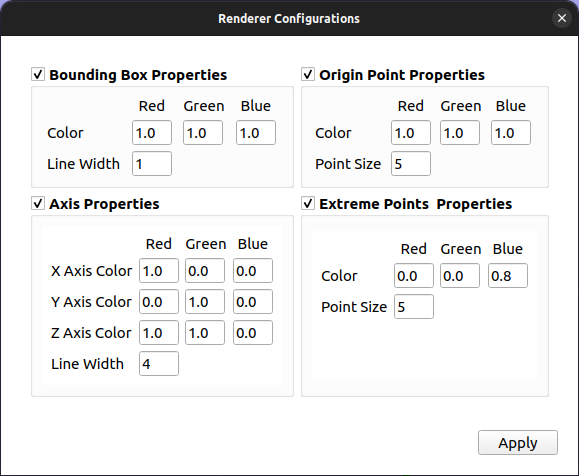 Renderer Configurations
Bounding Box Properties
Red Green Blue
Color 1.0 1.0 1.0
Line Width 1
Origin Point Properties
Red Green Blue
Color 1.0 1.0 1.0
Point Size 5
Axis Properties
Red Green Blue
X Axis Color 1.0 0.0 0.0
Y Axis Color 0.0 1.0 0.0
Z Axis Color 1.0 1.0 0.0
Line Width 4
Extreme Points  Properties
Red Green Blue
Color 0.0 0.0 0.8
Point Size 5
Apply